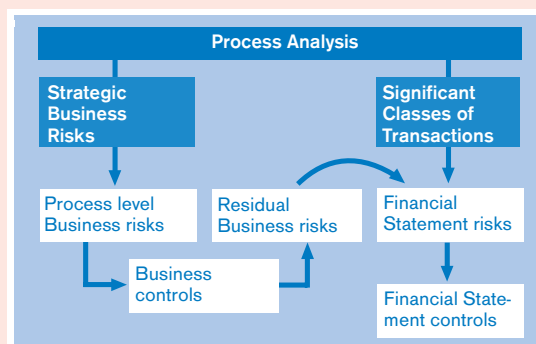 Process Analysis
Strategic
Business
Risks
Significant
Classes of
Transactions
Process level
Business risks
Residual
Business risks
Financial
Statement risks
Business
controls
Financial State-
ment controls